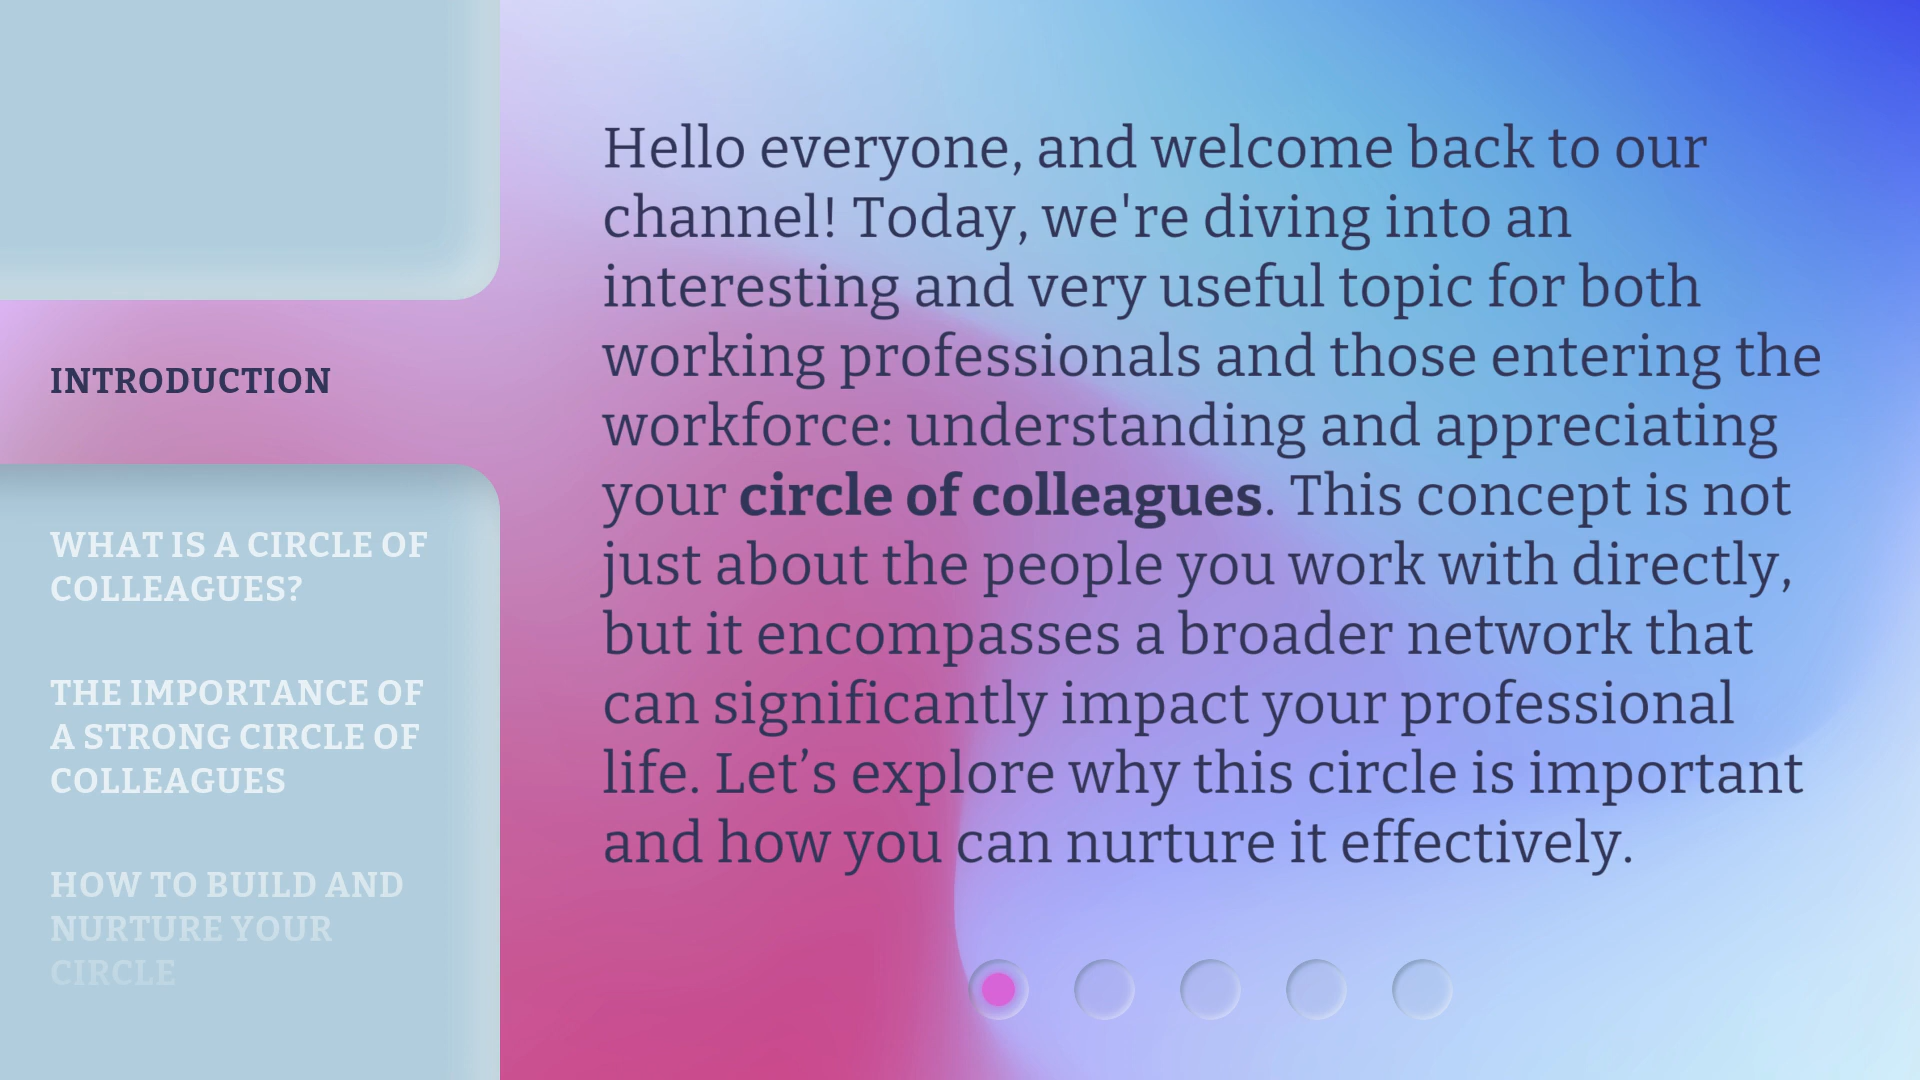 INTRODUCTION
WHAT IS A CIRCLE OF
COLLEAGUES?
THE IMPORTANCE OF
A STRONG CIRCLE OF
COLLEAGUES
HOW TO BUILD AND
NURTURE YOUR
CIRCLE
Hello everyone, and welcome back to our
channel! Today, we're diving into an
interesting and very useful topic for both
working professionals and those entering the
workforce: understanding and appreciating
your circle of colleagues. This concept is not
just about the people you work with directly,
but it encompasses a broader network that
can significantly impact your professional
life. Let’s explore why this circle is important
and how you can nurture it effectively.